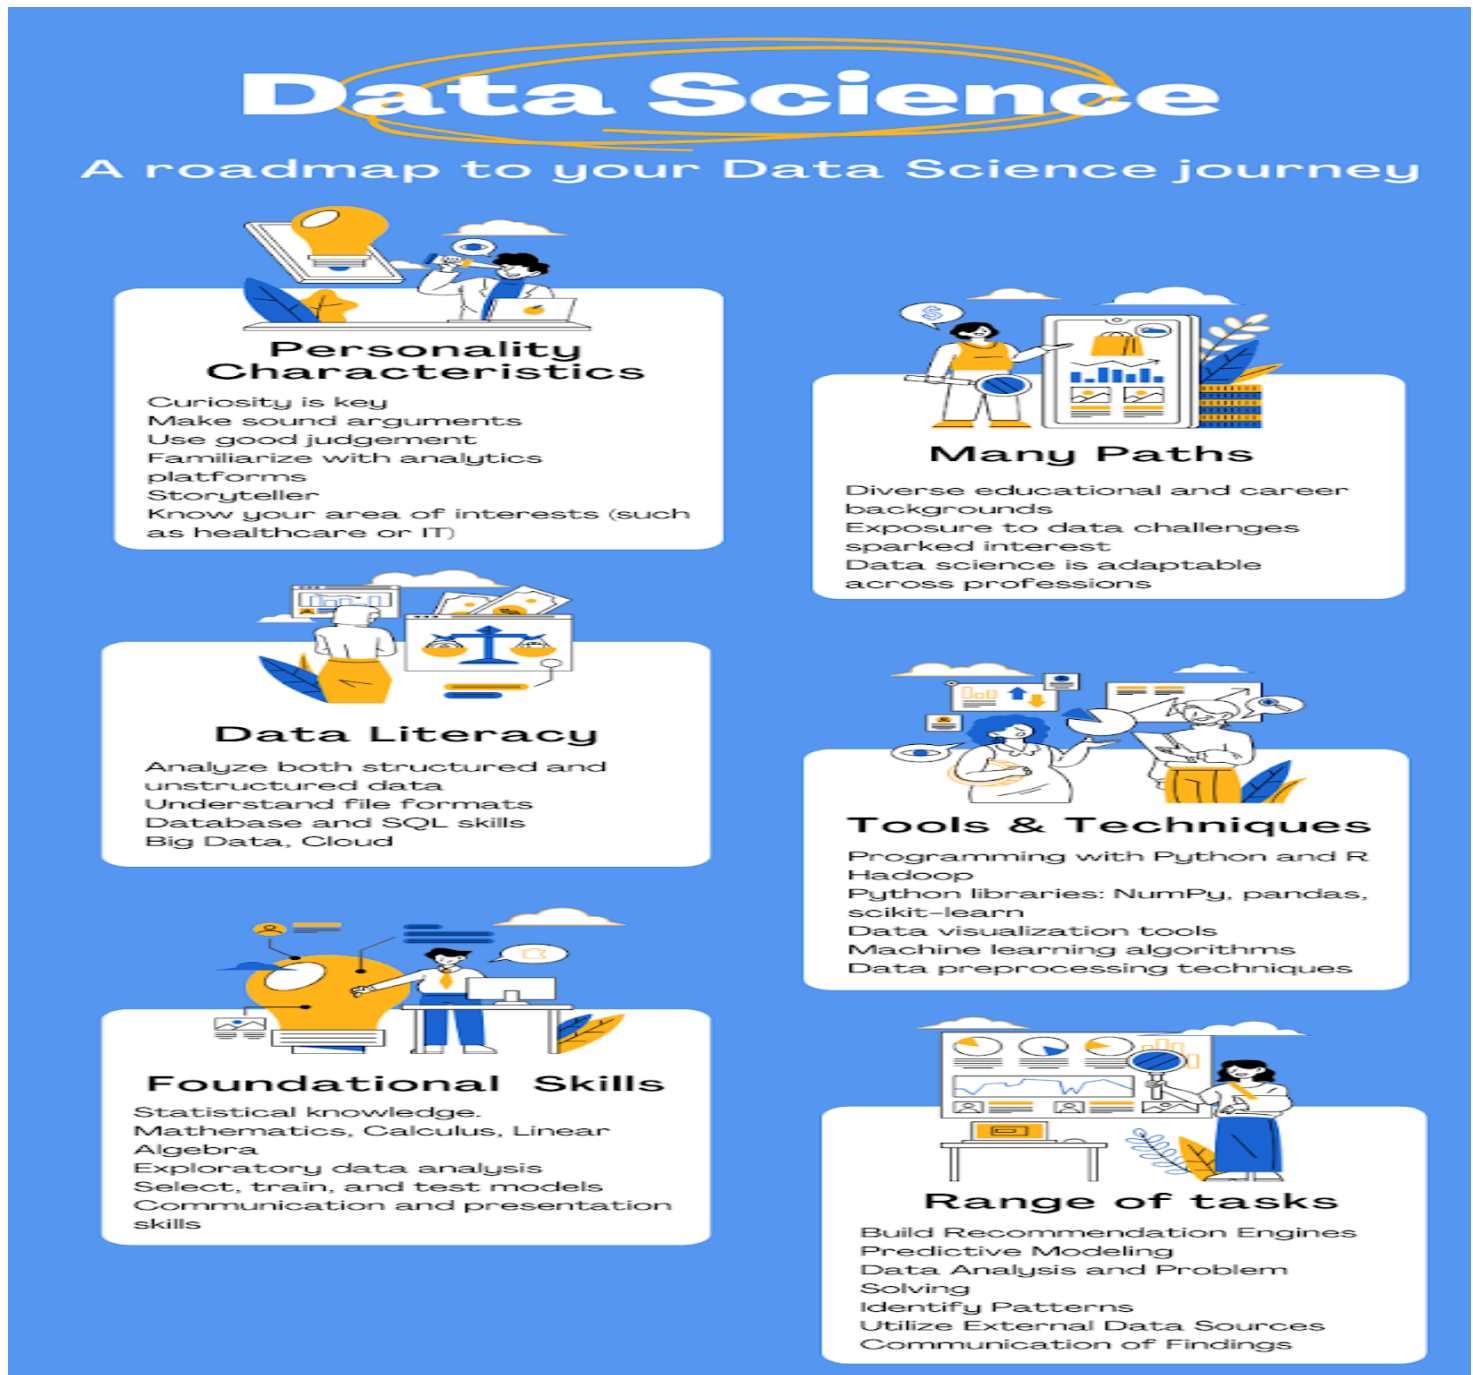 Data Science
A roadmap to your Data Science journey
Personality
Characteristics
Curiosity is key
Make sound arguments
Use good judgement
Familiarize with analytics
platforms
Storyteller
Know your area of interests (such
as healthcare or IT)
Many Paths
Diverse educational and career
backgrounds
Exposure to data challenges
sparked interest
Data science is adaptable
across professions
Data Literacy
Analyze both structured and
unstructured data
Understand file formats
Database and SQL skills
Big Data, Cloud
Tools & Techniques
Programming with Python and R
Hadoop
Python libraries: NumPy, pandas,
scikit-learn
Data visualization tools
Machine learning algorithms
Data preprocessing techniques
Foundational Skills
Statistical knowledge.
Mathematics, Calculus, Linear
Algebra
Exploratory data analysis
Select, train, and test models
Communication and presentation
skills
Range of tasks
Build Recommendation Engines
Predictive Modeling
Data Analysis and Problem
Solving
Identify Patterns
Utilize External Data Sources
Communication of Findings